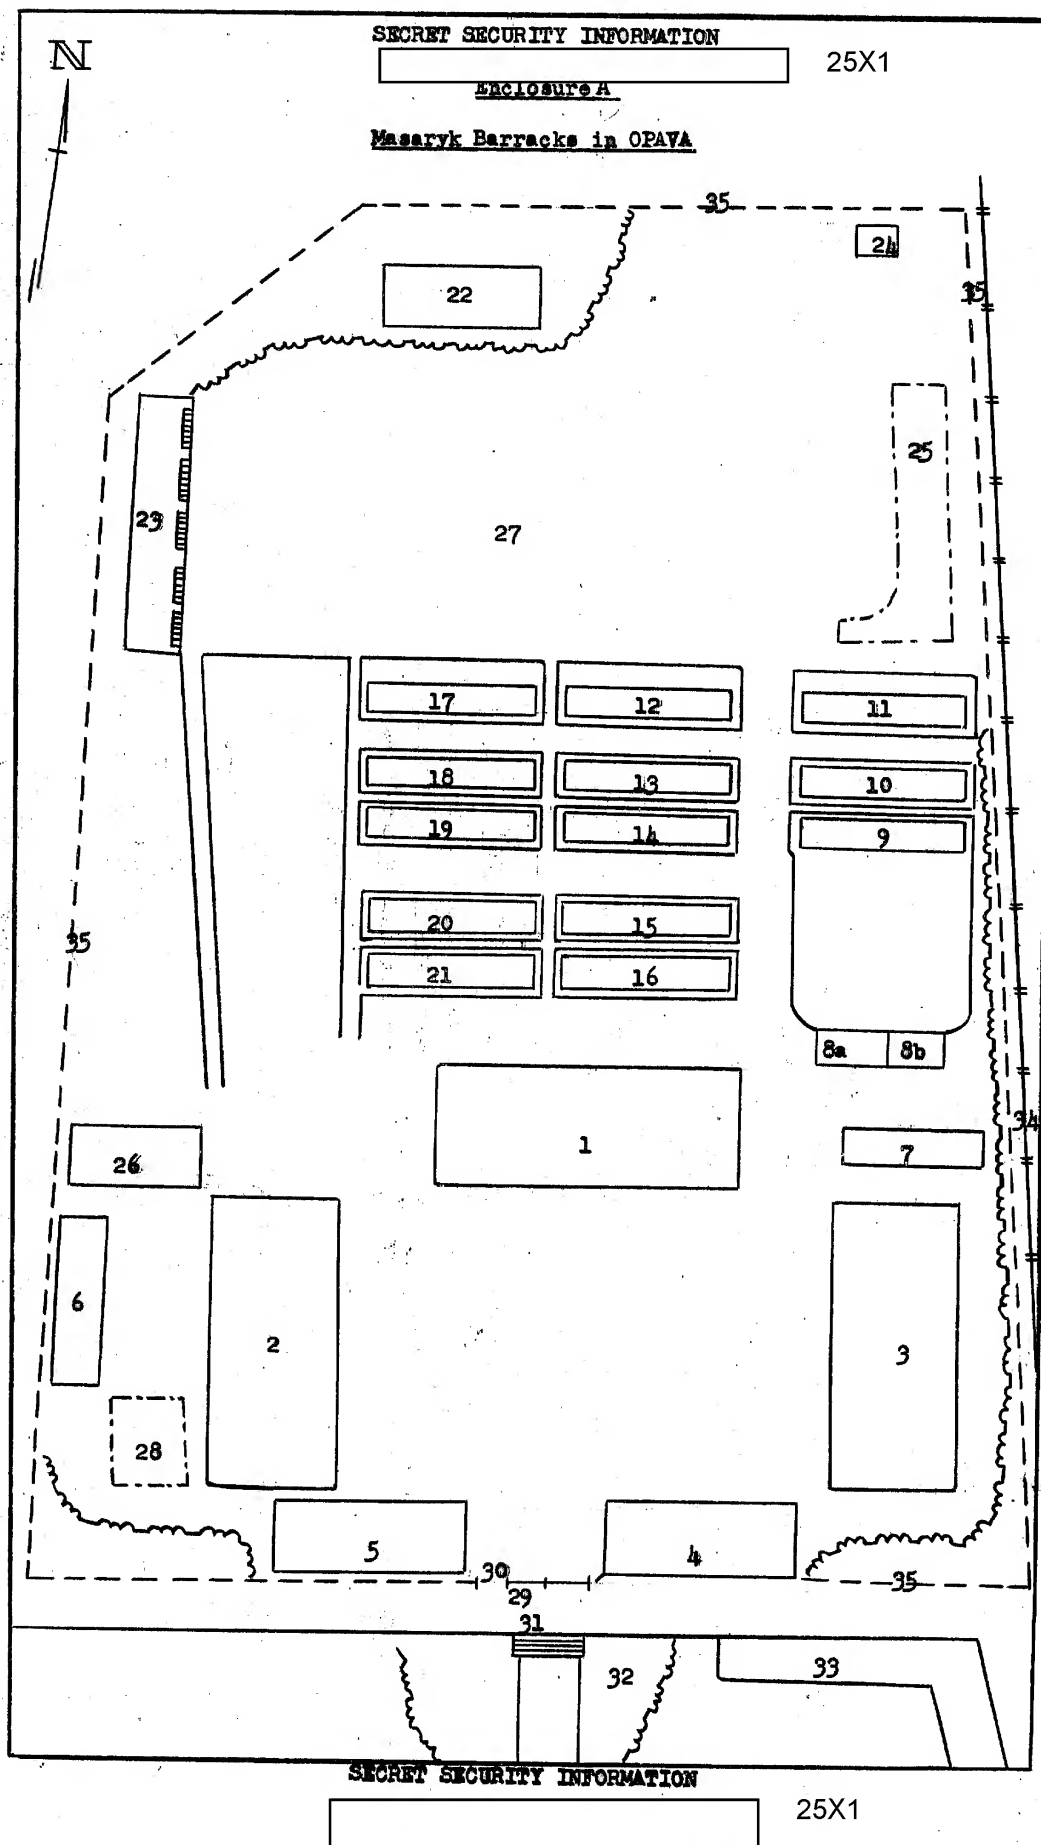 N
SECRET SECURITY INFORMATION
25X1
Enclosure A
Masaryk Barracks in OPAVA
35
24
22
35
25
23
27
17 12 11
18 13 10
19 14 9
20 15
35
21 16
8a 8b
34
1
7
26
6
2
3
28
5
4
30
35
29
31
32
33
SECRET SECURITY INFORMATION
25X1